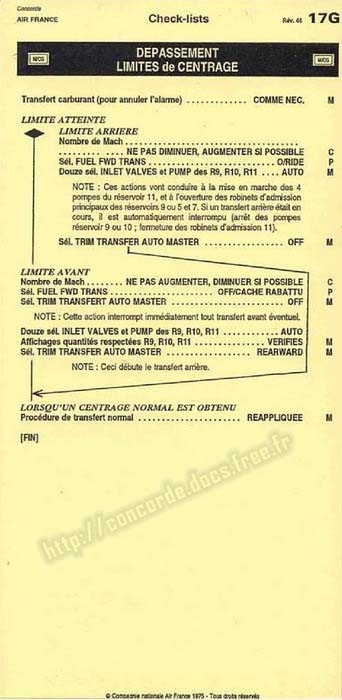 Concorde
AIR FRANCE
Check-lists
Rév. 46 17G
M/CG DEPASSEMENT M/CG
LIMITES de CENTRAGE
Transfert carburant (pour annuler l'alarme) ............. COMME NEC. M
LIMITE ATTEINTE
LIMITE ARRIERE
Nombre de Mach ........................................
.................. NE PAS DIMINUER, AUGMENTER SI POSSIBLE C
Sél. FUEL FWD TRANS .......................... O/RIDE P
Douze sél. INLET VALVES et PUMP des R9, R10, R11 .... AUTO M
NOTE : Ces actions vont conduire à la mise en marche des 4
pompes du réservoir 11, et à l'ouverture des robinets d'admission
principaux des réservoirs 9 ou 5 et 7. Si un transfert arrière était en
cours, il est automatiquement interrompu (arrêt des pompes
réservoir 9 ou 10 ; fermeture des robinets d'admission 11).
Sél. TRIM TRANSFER AUTO MASTER .................. OFF M
LIMITE AVANT
Nombre de Mach ........ NE PAS AUGMENTER, DIMINUER SI POSSIBLE C
Sél. FUEL FWD TRANS ..................... OFF/CACHE RABATTU P
Sél. TRIM TRANSFERT AUTO MASTER ..................... OFF M
NOTE : Cette action interrompt immédiatement tout transfert avant éventuel.
Douze sél. INLET VALVES et PUMP des R9, R10, R11 ............ AUTO
Affichages quantités respectées R9, R10, R11 ............ VERIFIES M
Sél. TRIM TRANSFER AUTO MASTER ............... REARWARD M
NOTE : Ceci débute le transfert arrière.
LORSQU'UN CENTRAGE NORMAL EST OBTENU
Procédure de transfert normal ..................... REAPPLIQUEE M
[FIN]
http://concorde.docs.free.fr
© Compagnie nationale Air France 1975 - Tous droits réservés